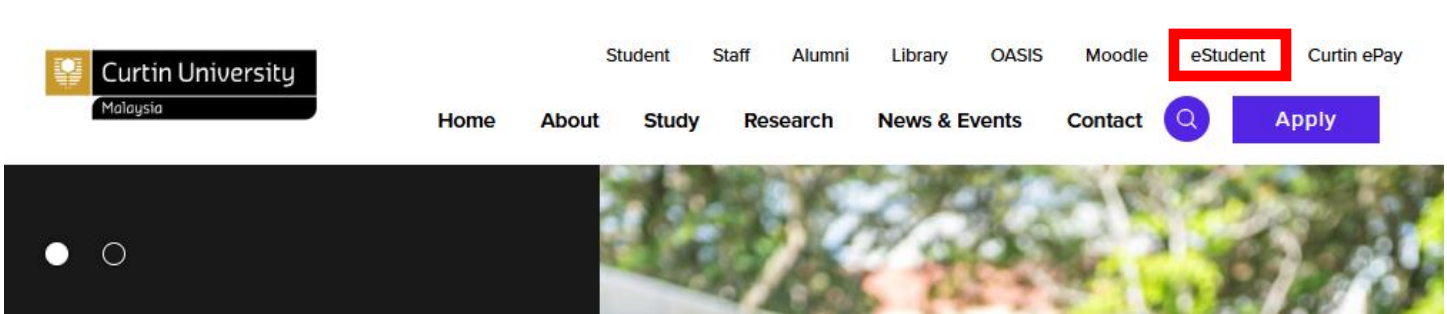 Curtin University
Malaysia
Student Staff Alumni Library OASIS Moodle eStudent Curtin ePay
Home About Study Research News & Events Contact Apply